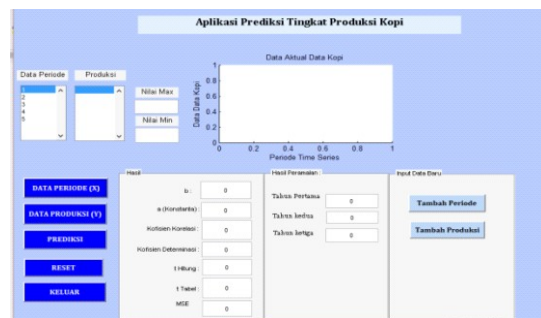 Aplikasi Prediksi Tingkat Produksi Kopi
Data Periode
Produksi
1
2
3
4
5
Nilai Max
Nilai Min
Data Aktual Data Kopi
Data Data Kopi
1
0.8
0.6
0.4
0.2
0
0 0.2 0.4 0.6 0.8 1
Periode Time Series
DATA PERIODE (X)
DATA PRODUKSI (Y)
PREDIKSI
RESET
KELUAR
Hasil
b : 0
a (Konstanta) : 0
Kofisien Korelasi : 0
Kofisien Determinasi : 0
t Hitung : 0
t Tabel : 0
MSE 0
Hasil Peramalan :
Tahun Pertama 0
Tahun kedua 0
Tahun ketiga 0
Input Data Baru
Tambah Periode
Tambah Produksi